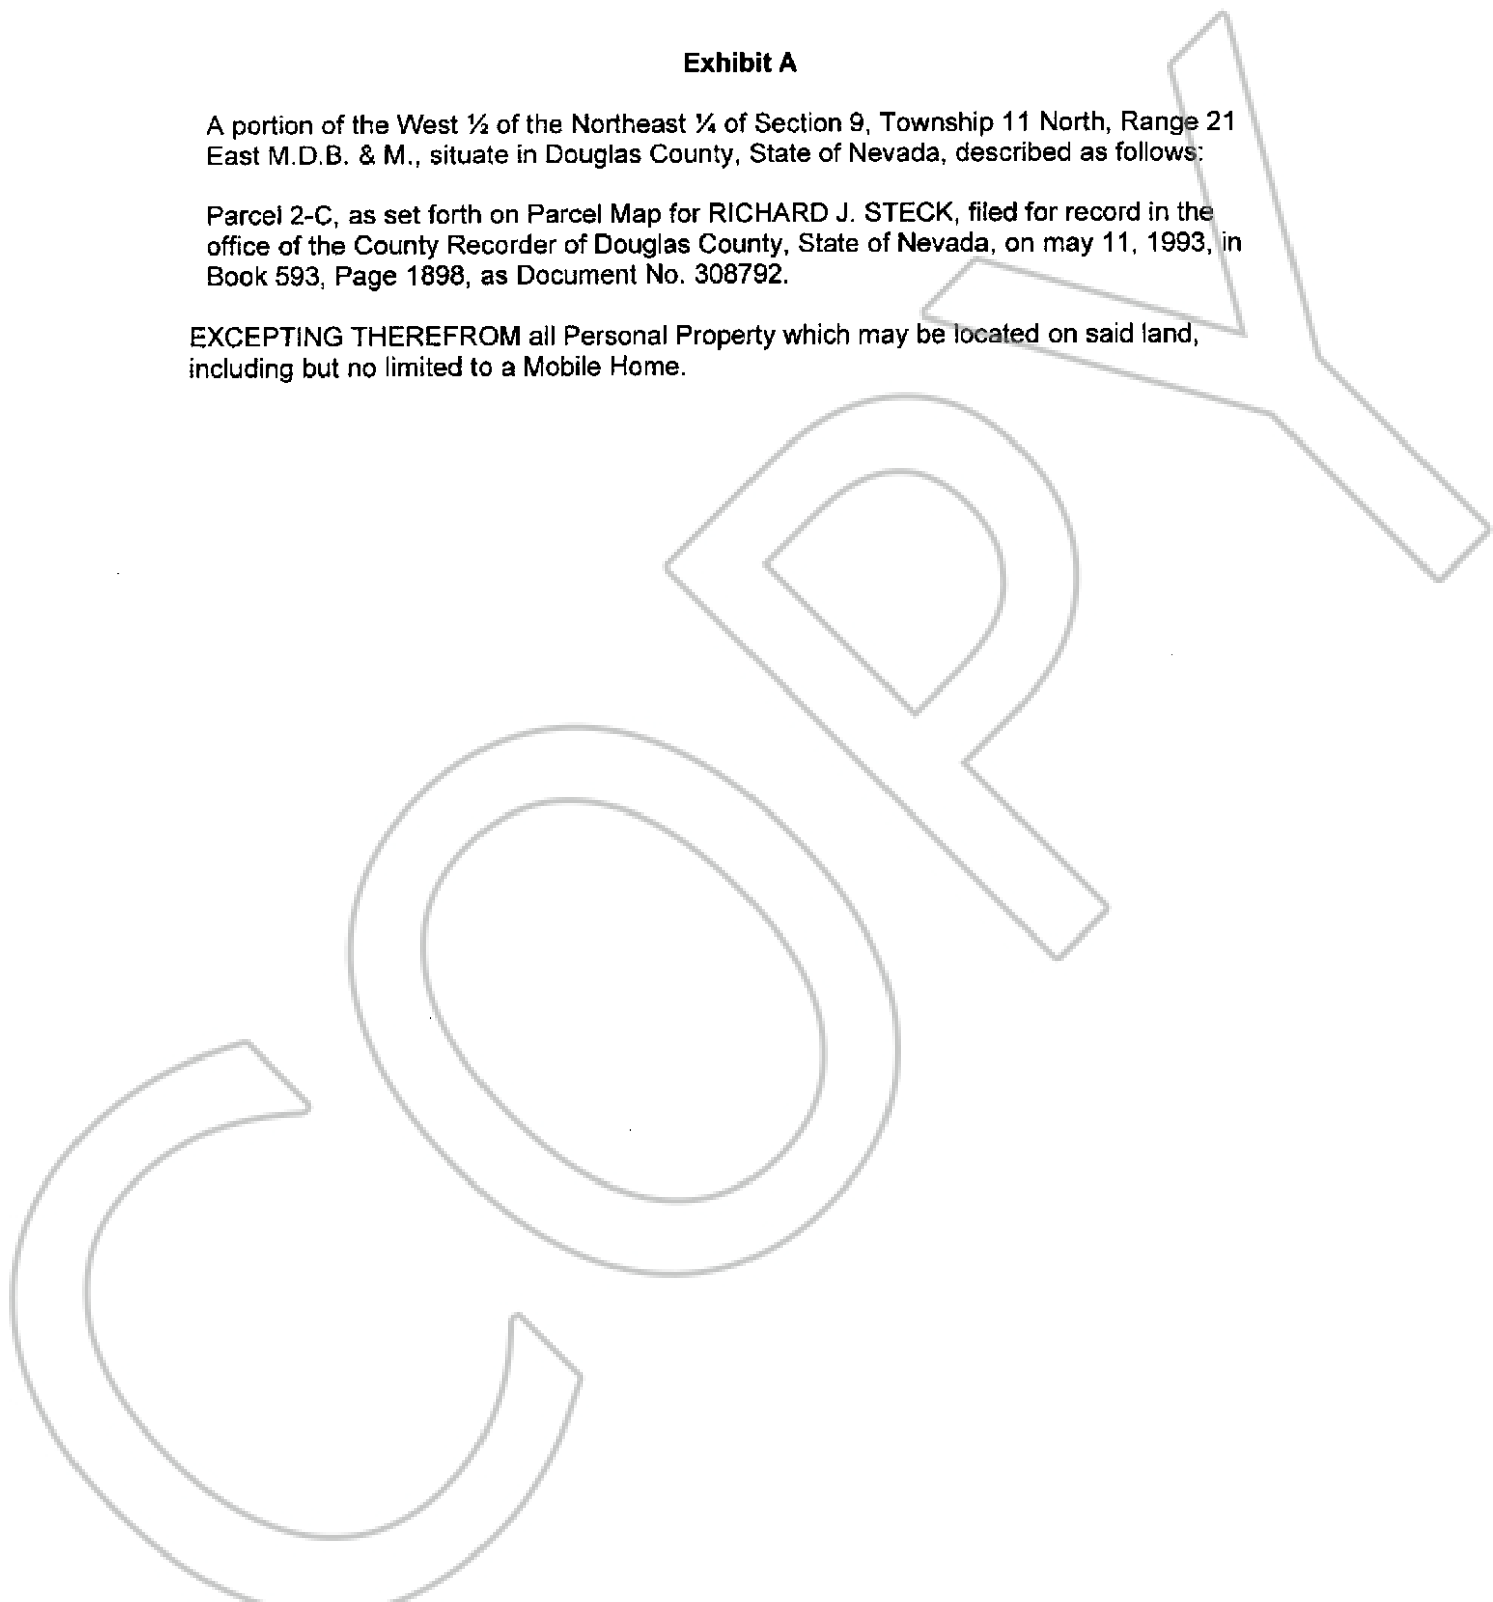 Exhibit A
A portion of the West ½ of the Northeast ¼ of Section 9, Township 11 North, Range 21
East M.D.B. & M., situate in Douglas County, State of Nevada, described as follows:
Parcel 2-C, as set forth on Parcel Map for RICHARD J. STECK, filed for record in the
office of the County Recorder of Douglas County, State of Nevada, on may 11, 1993, in
Book 593, Page 1898, as Document No. 308792.
EXCEPTING THEREFROM all Personal Property which may be located on said land,
including but no limited to a Mobile Home.
COPY